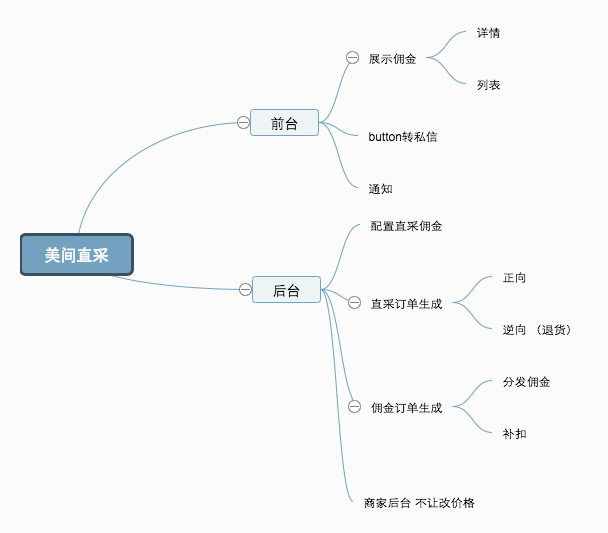 美间直采
前台
展示佣金
详情
列表
button转私信
通知
后台
配置直采佣金
直采订单生成
正向
逆向 （退货）
佣金订单生成
分发佣金
补扣
商家后台 不让改价格